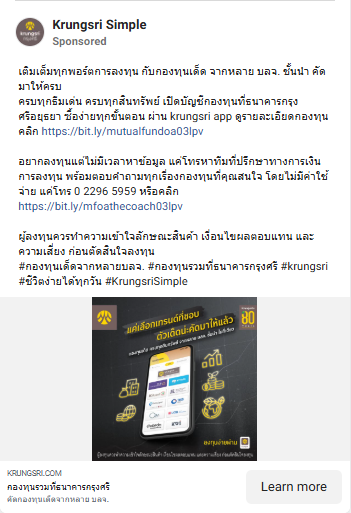 Krungsri Simple
Sponsored
เติมเต็มทุกพอร์ตการลงทุน กับกองทุนเด็ด จากหลาย บลจ. ชั้นนำ คัด
มาให้ครบ
ครบทุกธีมเด่น ครบทุกสินทรัพย์ เปิดบัญชีกองทุนที่ธนาคารกรุง
ศรีอยุธยา ซื้อง่ายทุกขั้นตอน ผ่าน krungsri app ดูรายละเอียดกองทุน
คลิก https://bit.ly/mutualfundoa03lpv
อยากลงทุนแต่ไม่มีเวลาหาข้อมูล แค่โทรหาทีมที่ปรึกษาทางการเงิน
การลงทุน พร้อมตอบคำถามทุกเรื่องกองทุนที่คุณสนใจ โดยไม่มีค่าใช้
จ่าย แค่โทร 0 2296 5959 หรือคลิก
https://bit.ly/mfoathecoach03lpv
ผู้ลงทุนควรทำความเข้าใจลักษณะสินค้า เงื่อนไขผลตอบแทน และ
ความเสี่ยง ก่อนตัดสินใจลงทุน
#กองทุนเด็ดจากหลายบลจ. #กองทุนรวมที่ธนาคารกรุงศรี #krungsri
#ชีวิตง่ายได้ทุกวัน #KrungsriSimple
krungsri
แค่เลือกเทรนด์ที่ชอบ
ตัวเด็ดน่ะคัดมาให้แล้ว
ลงทุนง่ายผ่าน
KRUNGSRI.COM
กองทุนรวมที่ธนาคารกรุงศรี
คัดกองทุนเด็ดจากหลาย บลจ.
Learn more